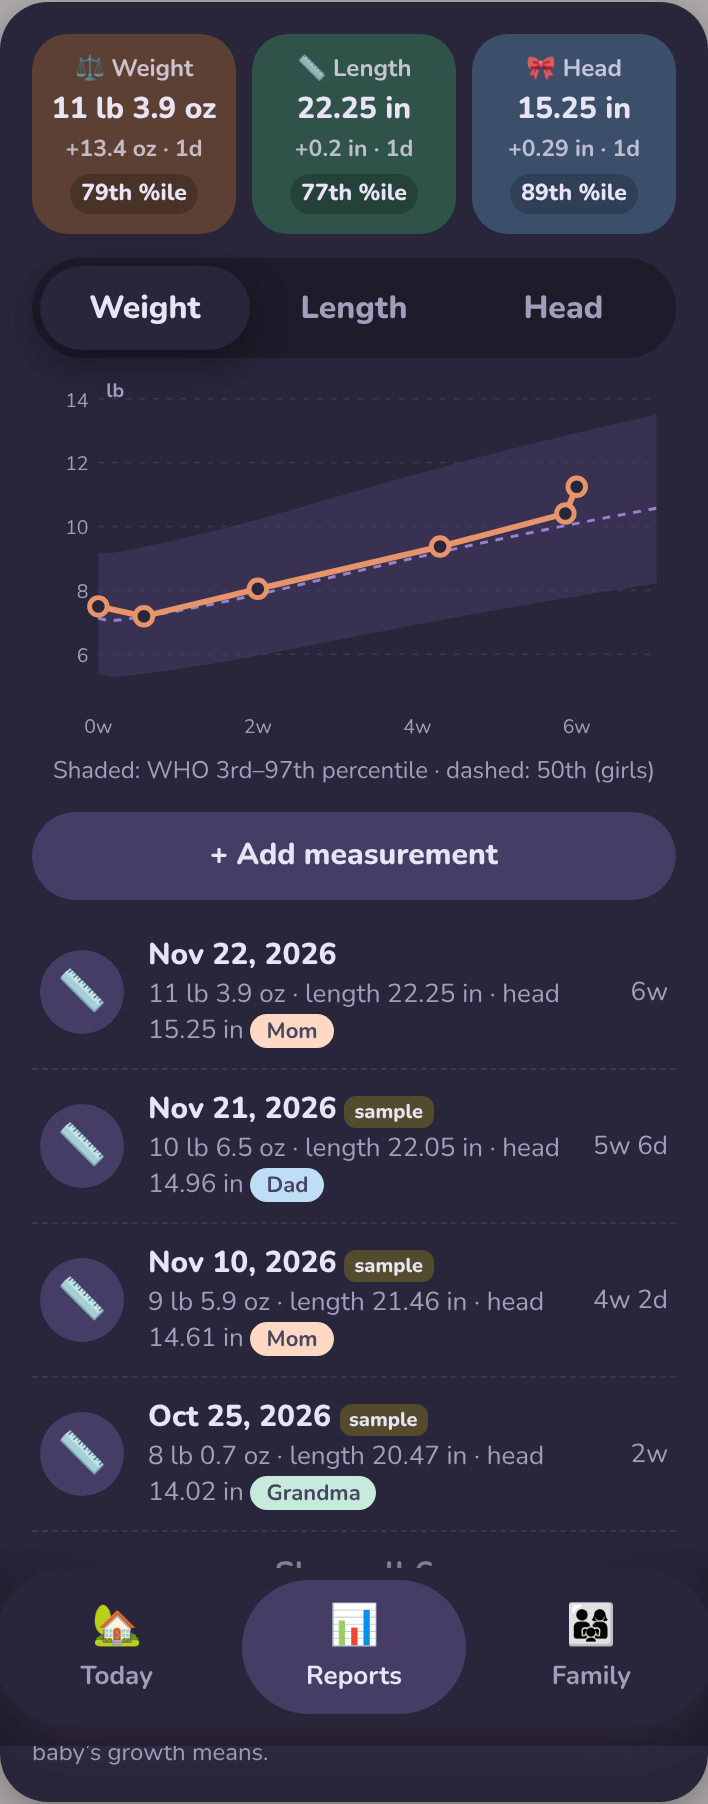 Weight
11 lb 3.9 oz
+13.4 oz · 1d
79th %ile
Length
22.25 in
+0.2 in · 1d
77th %ile
Head
15.25 in
+0.29 in · 1d
89th %ile
Weight Length Head
lb
14
12
10
8
6
0w 2w 4w 6w
Shaded: WHO 3rd–97th percentile · dashed: 50th (girls)
+ Add measurement
Nov 22, 2026
11 lb 3.9 oz · length 22.25 in · head
15.25 in Mom
6w
Nov 21, 2026 sample
10 lb 6.5 oz · length 22.05 in · head
14.96 in Dad
5w 6d
Nov 10, 2026 sample
9 lb 5.9 oz · length 21.46 in · head
14.61 in Mom
4w 2d
Oct 25, 2026 sample
8 lb 0.7 oz · length 20.47 in · head
14.02 in Grandma
2w
Today
Reports
Family
baby's growth means.